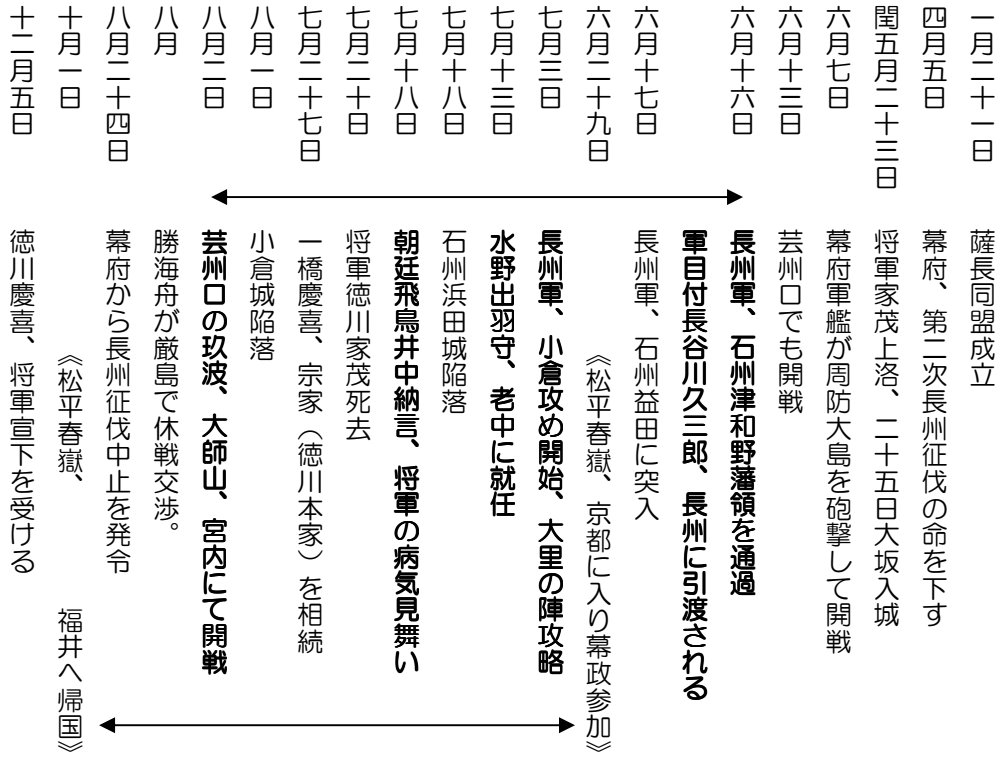 一月二十一日　薩長同盟成立
四月五日　幕府、第二次長州征伐の命を下す
閏五月二十三日　将軍家茂上洛、二十五日大坂入城
六月七日　幕府軍艦が周防大島を砲撃して開戦
六月十三日　芸州口でも開戦
六月十六日　長州軍、石州津和野藩領を通過
軍目付長谷川久三郎、長州に引渡される
六月十七日　長州軍、石州益田に突入
六月二十九日　《松平春嶽、京都に入り幕政参加》
七月三日　長州軍、小倉攻め開始、大里の陣攻略
七月十三日　水野出羽守、老中に就任
七月十八日　石州浜田城陥落
七月十八日　朝廷飛鳥井中納言、将軍の病気見舞い
七月二十日　将軍徳川家茂死去
七月二十七日　一橋慶喜、宗家（徳川本家）を相続
八月一日　小倉城陥落
八月二日　芸州口の玖波、大師山、宮内にて開戦
八月　勝海舟が厳島で休戦交渉。
八月二十四日　幕府から長州征伐中止を発令
十月一日　《松平春嶽、　福井へ帰国》
十二月五日　徳川慶喜、将軍宣下を受ける